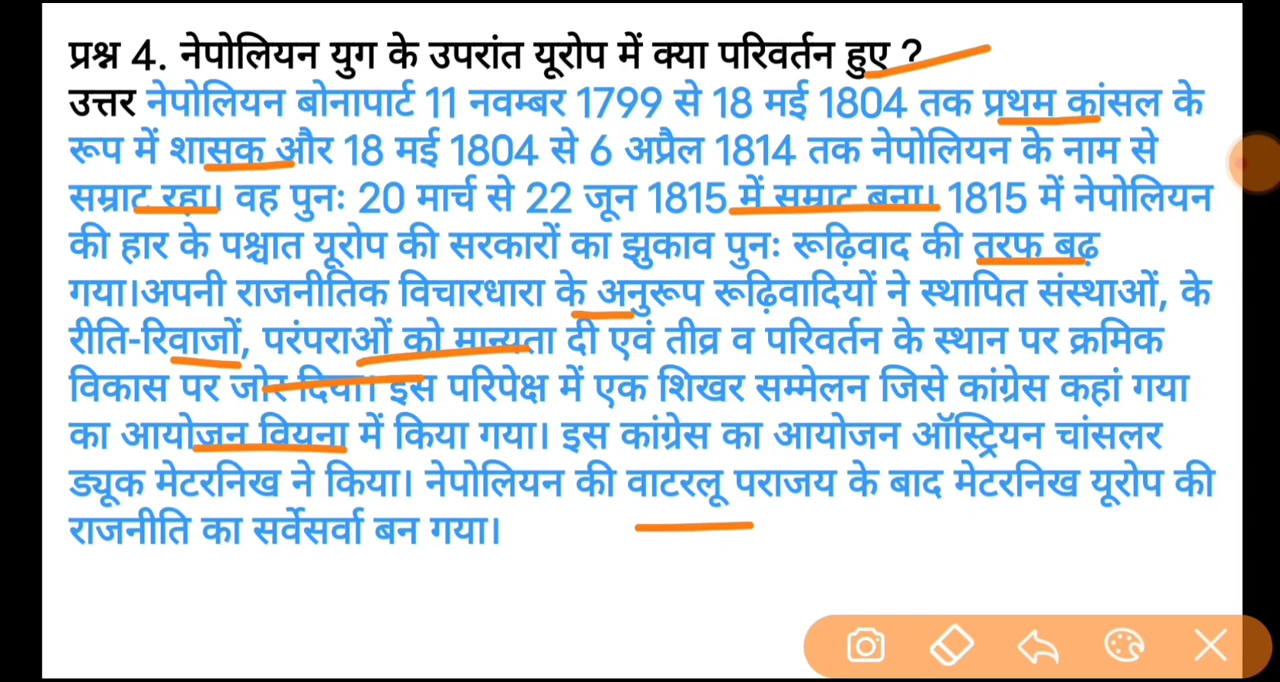 प्रश्न 4. नेपोलियन युग के उपरांत यूरोप में क्या परिवर्तन हुए ?
उत्तर नेपोलियन बोनापार्ट 11 नवम्बर 1799 से 18 मई 1804 तक प्रथम कांसल के
रूप में शासक और 18 मई 1804 से 6 अप्रैल 1814 तक नेपोलियन के नाम से
सम्राट रहा। वह पुनः 20 मार्च से 22 जून 1815 में सम्राट बना। 1815 में नेपोलियन
की हार के पश्चात यूरोप की सरकारों का झुकाव पुनः रूढ़िवाद की तरफ बढ़
गया।अपनी राजनीतिक विचारधारा के अनुरूप रूढ़िवादियों ने स्थापित संस्थाओं, के
रीति-रिवाजों, परंपराओं को मान्यता दी एवं तीव्र व परिवर्तन के स्थान पर क्रमिक
विकास पर जोर दिया। इस परिपेक्ष में एक शिखर सम्मेलन जिसे कांग्रेस कहां गया
का आयोजन वियना में किया गया। इस कांग्रेस का आयोजन ऑस्ट्रियन चांसलर
ड्यूक मेटरनिख ने किया। नेपोलियन की वाटरलू पराजय के बाद मेटरनिख यूरोप की
राजनीति का सर्वेसर्वा बन गया।